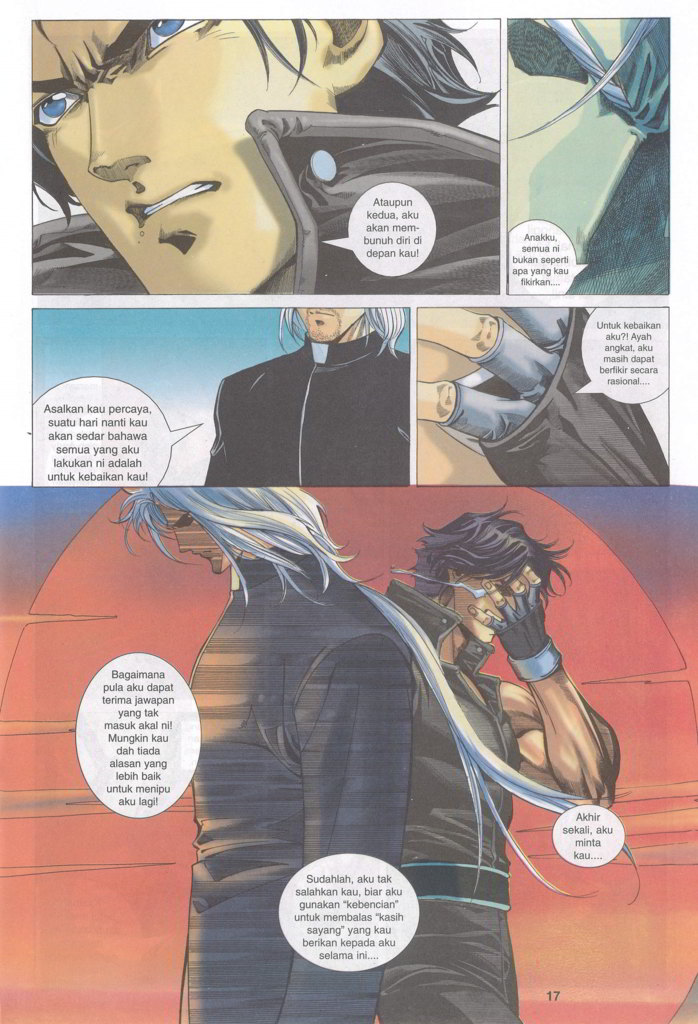 Ataupun
kedua, aku
akan mem-
bunuh diri di
depan kau!
Anakku,
semua ni
bukan seperti
apa yang kau
fikirkan....
Asalkan kau percaya,
suatu hari nanti kau
akan sedar bahawa
semua yang aku
lakukan ni adalah
untuk kebaikan kau!
Untuk kebaikan
aku?! Ayah
angkat, aku
masih dapat
berfikir secara
rasional....
Bagaimana
pula aku dapat
terima jawapan
yang tak
masuk akal ni!
Mungkin kau
dah tiada
alasan yang
lebih baik
untuk menipu
aku lagi!
Akhir
sekali, aku
minta
kau....
Sudahlah, aku tak
salahkan kau, biar aku
gunakan “kebencian”
untuk membalas “kasih
sayang” yang kau
berikan kepada aku
selama ini....
17